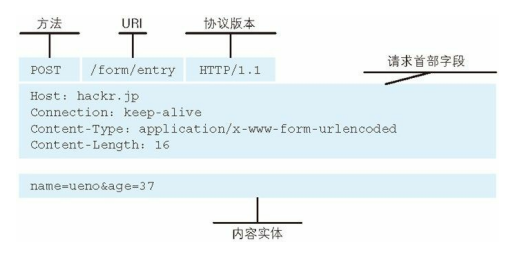 方法 URI 协议版本
请求首部字段
POST /form/entry HTTP/1.1
Host: hackr.jp
Connection: keep-alive
Content-Type: application/x-www-form-urlencoded
Content-Length: 16
name=ueno&age=37
内容实体